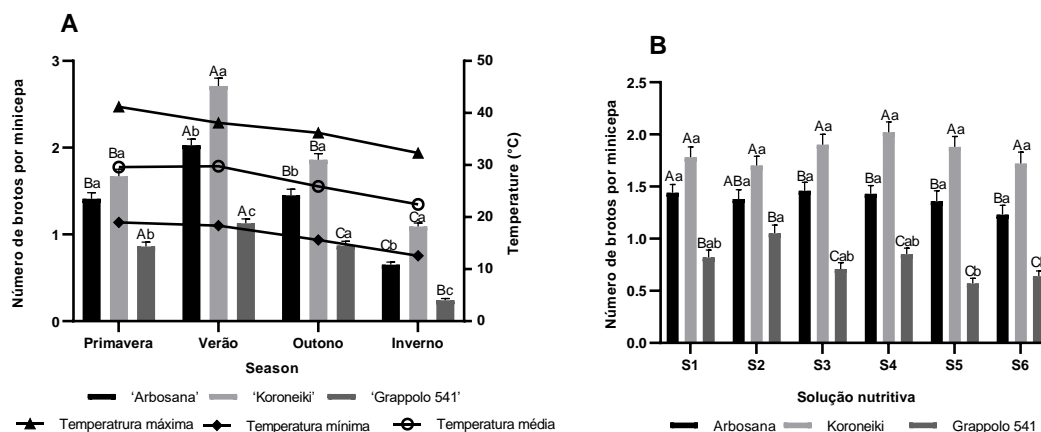 A
Número de brotos por minicepa
3
2
1
0
Ba
Ba
Ab
Ab
Aa
Ac
Bb
Ba
Ca
Cb
Ca
Bc
50
40
30
20
10
0
Temperature (°C)
Primavera Verão Outono Inverno
Season
'Arbosana' 'Koroneiki' 'Grappolo 541'
Temperatrura máxima Temperatura mínima Temperatura média
B
Número de brotos por minicepa
2.5
2.0
1.5
1.0
0.5
0.0
Aa
Aa
Bab
ABa
Aa
Ba
Ba
Aa
Cab
Ba
Aa
Cab
Ba
Aa
Cb
Ba
Aa
S1 S2 S3 S4 S5 S6
Solução nutritiva
Arbosana Koroneiki Grappolo 541